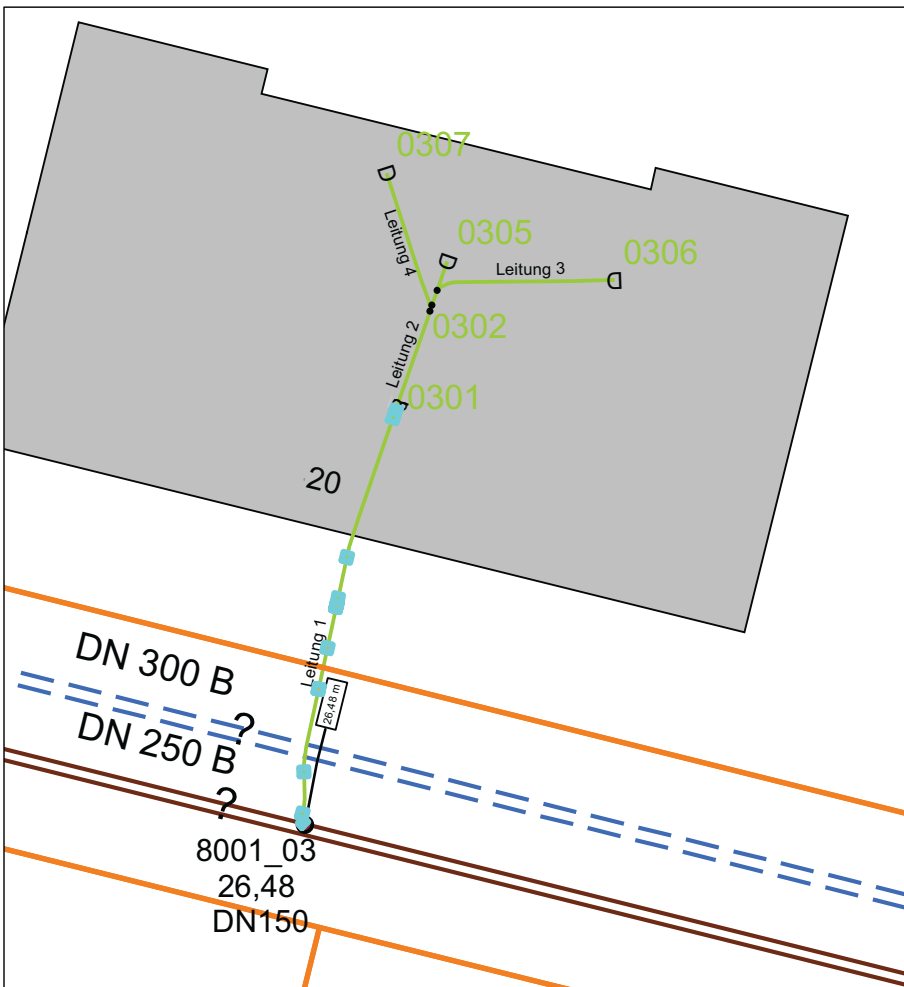 0307
0305
0306
Leitung 4
Leitung 3
0302
Leitung 2
0301
20
Leitung 1
DN 300 B
?
26,48 m
DN 250 B
?
8001_03
26,48
DN150